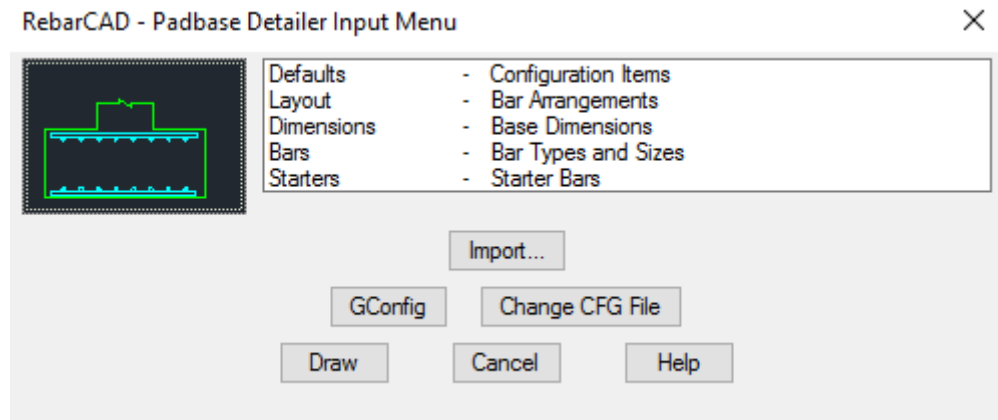 RebarCAD - Padbase Detailer Input Menu
Defaults - Configuration Items
Layout - Bar Arrangements
Dimensions - Base Dimensions
Bars - Bar Types and Sizes
Starters - Starter Bars
Import...
GConfig Change CFG File
Draw Cancel Help